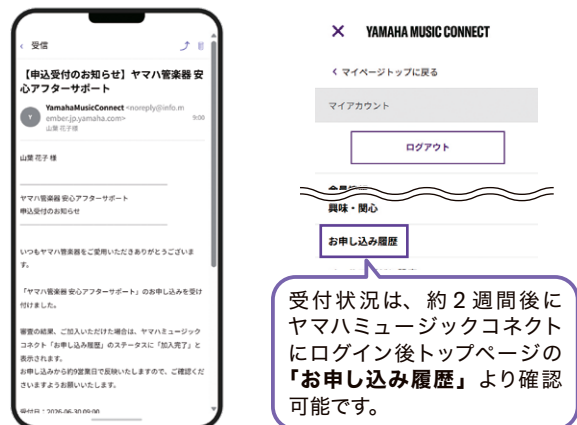 受信
【申込受付のお知らせ】ヤマハ管楽器 安
心アフターサポート
Y
YamahaMusicConnect <noreply@info.m
ember.jp.yamaha.com>
9:00
山葉 花子 様
山葉 花子 様
ヤマハ管楽器 安心アフターサポート
申込受付のお知らせ
いつもヤマハ管楽器をご愛用いただきありがとうございま
す。
「ヤマハ管楽器 安心アフターサポート」のお申し込みを受け
付けました。
審査の結果、ご加入いただけた場合は、ヤマハミュージック
コネクト「お申し込み履歴」のステータスに「加入完了」と
表示されます。
お申し込みから約9営業日で反映いたしますので、ご確認くだ
さいますようお願いいたします。
受付日：2026-06-30 09:00
YAMAHA MUSIC CONNECT
マイページトップに戻る
マイアカウント
ログアウト
興味・関心
お申し込み履歴
受付状況は、約2週間後に
ヤマハミュージックコネクト
にログイン後トップページの
「お申し込み履歴」より確認
可能です。